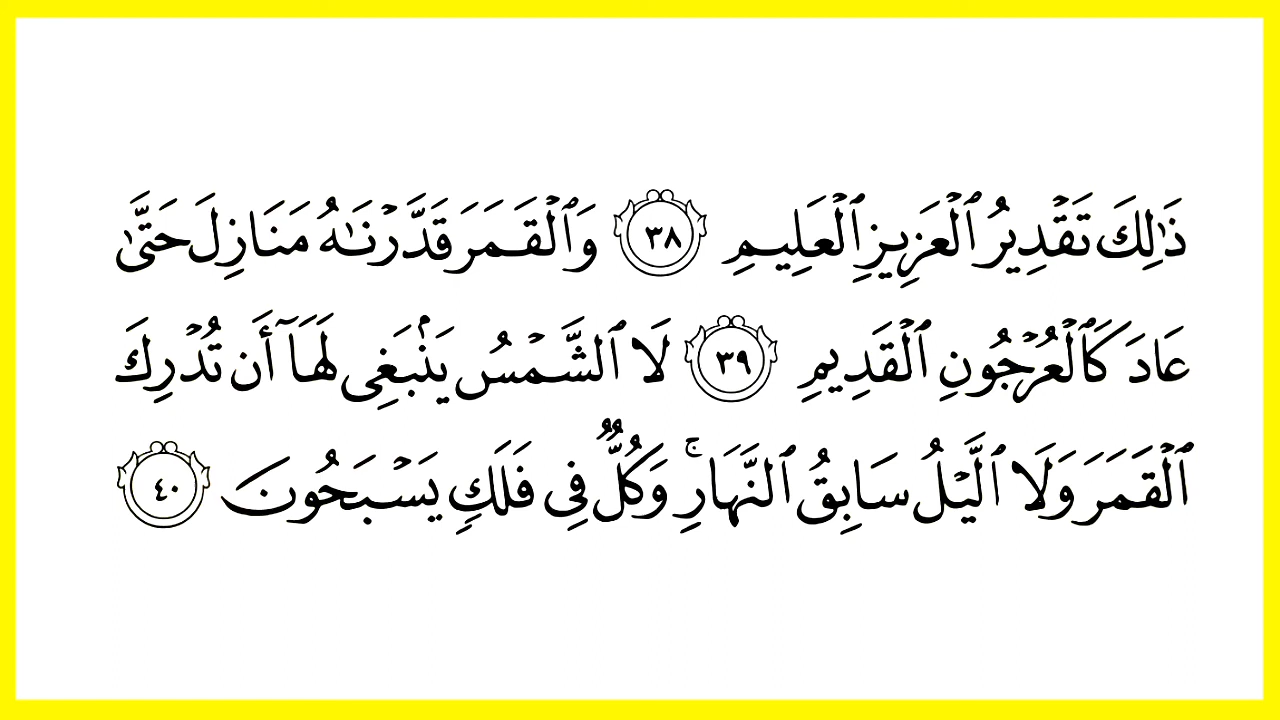 ذَٰلِكَ تَقْدِيرُ ٱلْعَزِيزِ ٱلْعَلِيمِ ٣٨ وَٱلْقَمَرَ قَدَّرْنَٰهُ مَنَازِلَ حَتَّىٰ
عَادَ كَٱلْعُرْجُونِ ٱلْقَدِيمِ ٣٩ لَا ٱلشَّمْسُ يَنۢبَغِى لَهَآ أَن تُدْرِكَ
ٱلْقَمَرَ وَلَا ٱلَّيْلُ سَابِقُ ٱلنَّهَارِ ۚ وَكُلٌّ فِى فَلَكٍ يَسْبَحُونَ ٤٠